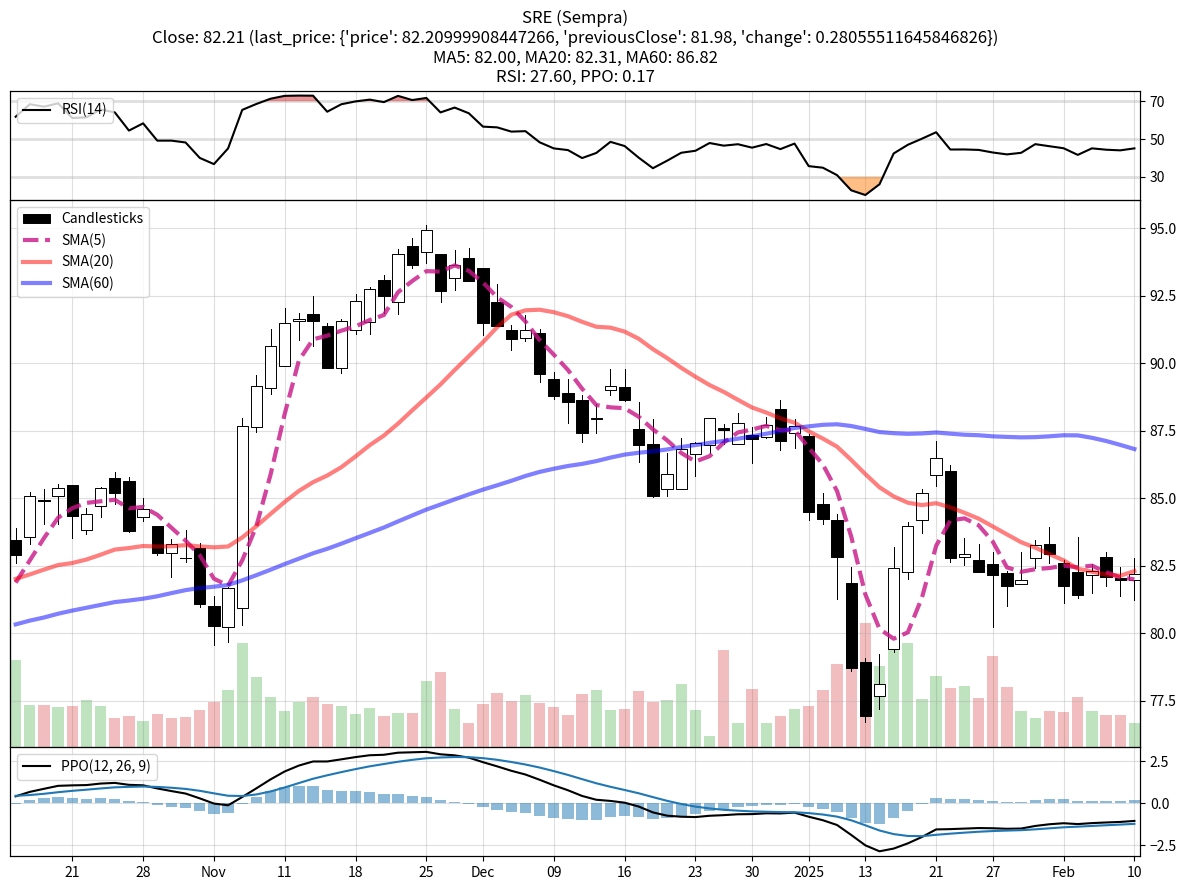 SRE (Sempra)
Close: 82.21 (last_price: {'price': 82.20999908447266, 'previousClose': 81.98, 'change': 0.28055511645846826})
MA5: 82.00, MA20: 82.31, MA60: 86.82
RSI: 27.60, PPO: 0.17
RSI(14)
70
50
30
Candlesticks
SMA(5)
SMA(20)
SMA(60)
95.0
92.5
90.0
87.5
85.0
82.5
80.0
77.5
PPO(12, 26, 9)
2.5
0.0
−2.5
21 28 Nov 11 18 25 Dec 09 16 23 30 2025 13 21 27 Feb 10